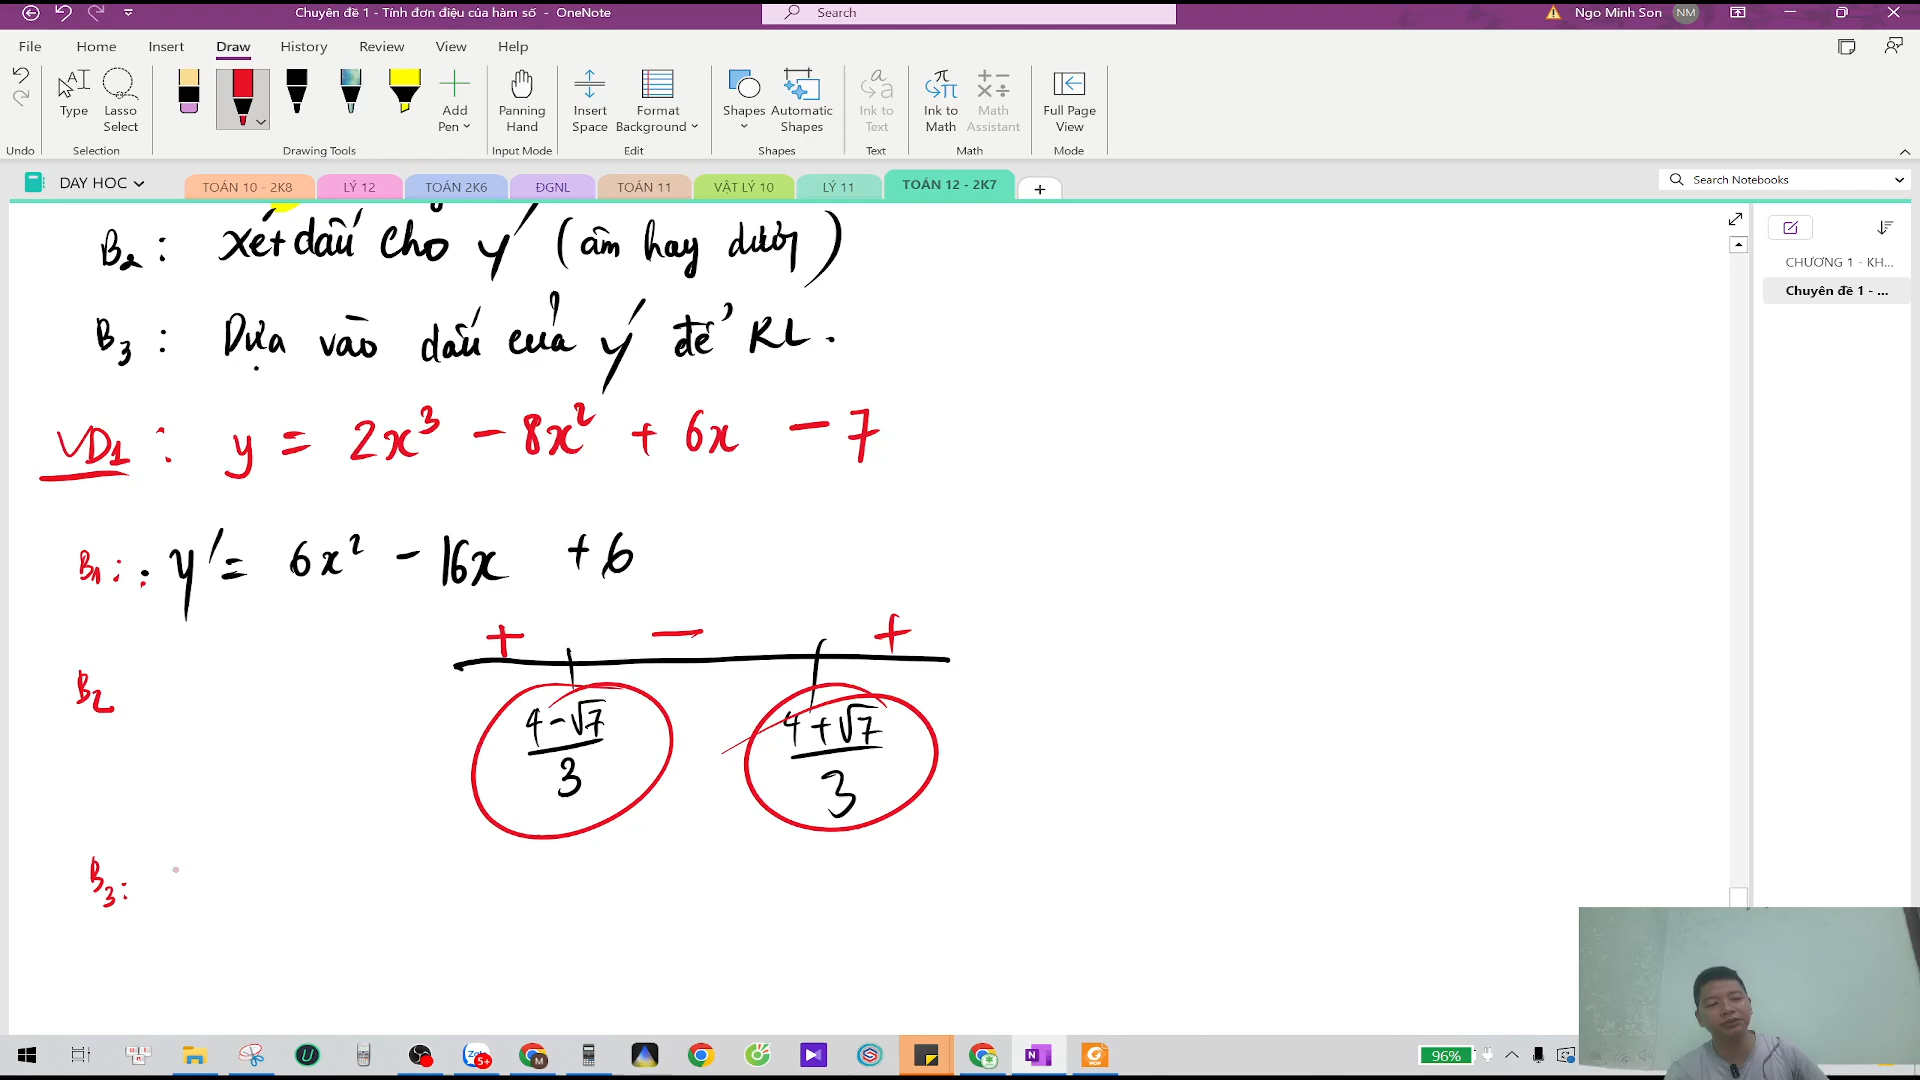 Chuyên đề 1 - Tính đơn điệu của hàm số - OneNote
Search
Ngo Minh Son
NM
File Home Insert Draw History Review View Help
Type
Lasso Select
Add Pen
Panning Hand
Insert Space
Format Background
Shapes
Automatic Shapes
Ink to Text
Ink to Math
Math Assistant
Full Page View
Undo Selection Drawing Tools Input Mode Edit Shapes Text Math Mode
DAY HOC
TOÁN 10 - 2K8 LÝ 12 TOÁN 2K6 ĐGNL TOÁN 11 VẬT LÝ 10 LÝ 11 TOÁN 12 - 2K7 +
Search Notebooks
CHƯƠNG 1 - KH...
Chuyên đề 1 - ...
B2 : xét dấu cho y' (âm hay dương)
B3 : Dựa vào dấu của y' để KL.
VD1 : y = 2x³ - 8x² + 6x - 7
B1 : y' = 6x² - 16x + 6
+ - +
B2
4-√7
3
4+√7
3
B3 :
96%